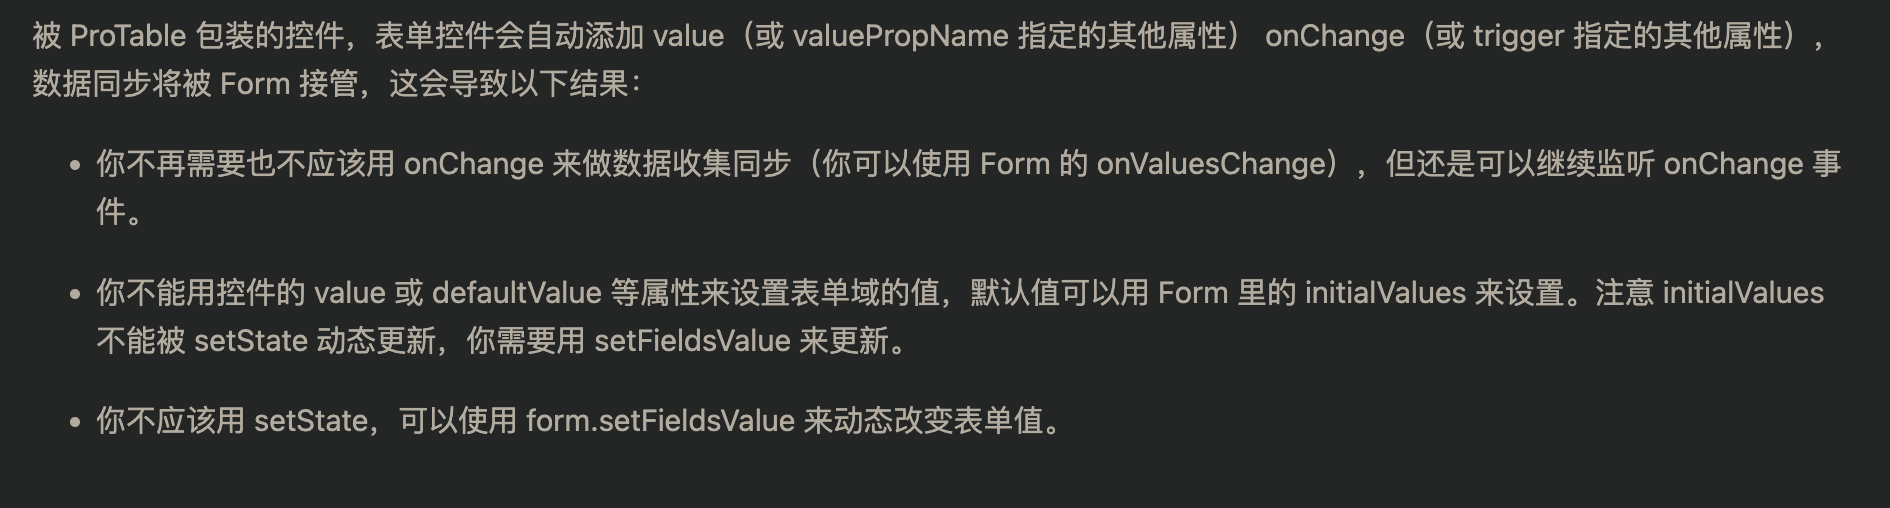 被 ProTable 包装的控件，表单控件会自动添加 value（或 valuePropName 指定的其他属性） onChange（或 trigger 指定的其他属性），
数据同步将被 Form 接管，这会导致以下结果：
• 你不再需要也不应该用 onChange 来做数据收集同步（你可以使用 Form 的 onValuesChange），但还是可以继续监听 onChange 事
件。
• 你不能用控件的 value 或 defaultValue 等属性来设置表单域的值，默认值可以用 Form 里的 initialValues 来设置。注意 initialValues
不能被 setState 动态更新，你需要用 setFieldsValue 来更新。
• 你不应该用 setState，可以使用 form.setFieldsValue 来动态改变表单值。